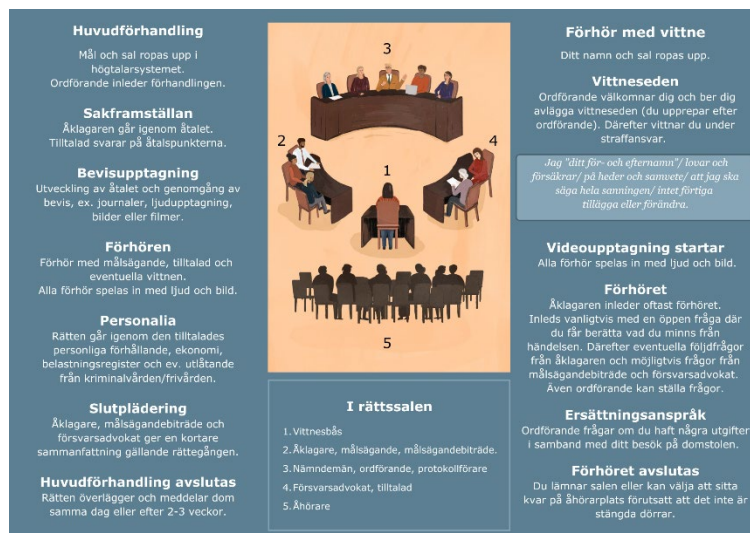 Huvudförhandling
Mål och sal ropas upp i
högtalarsystemet.
Ordförande inleder förhandlingen.
Sakframställan
Åklagaren går igenom åtalet.
Tilltalad svarar på åtalspunkterna.
Bevisupptagning
Utveckling av åtalet och genomgång av
bevis, ex. journaler, ljudupptagning,
bilder eller filmer.
Förhören
Förhör med målsägande, tilltalad och
eventuella vittnen.
Alla förhör spelas in med ljud och bild.
Personalia
Rätten går igenom den tilltalades
personliga förhållande, ekonomi,
belastningsregister och ev. utlåtande
från kriminalvården/frivården.
Slutplädering
Åklagare, målsägandebiträde och
försvarsadvokat ger en kortare
sammanfattning gällande rättegången.
Huvudförhandling avslutas
Rätten överlägger och meddelar dom
samma dag eller efter 2-3 veckor.
3
2
4
1
5
I rättssalen
1. Vittnesbås
2. Åklagare, målsägande, målsägandebiträde.
3. Nämndemän, ordförande, protokollförare
4. Försvarsadvokat, tilltalad
5. Åhörare
Förhör med vittne
Ditt namn och sal ropas upp.
Vittneseden
Ordförande välkomnar dig och ber dig
avlägga vittneseden (du upprepar efter
ordförande). Därefter vittnar du under
straffansvar.
Jag "ditt för- och efternamn"/ lovar och
försäkrar/ på heder och samvete/ att jag ska
säga hela sanningen/ intet förtiga
tillägga eller förändra.
Videoupptagning startar
Alla förhör spelas in med ljud och bild.
Förhöret
Åklagaren inleder oftast förhöret.
Inleds vanligtvis med en öppen fråga där
du får berätta vad du minns från
händelsen. Därefter eventuella följdfrågor
från åklagaren och möjligtvis frågor från
målsägandebiträde och försvarsadvokat.
Även ordförande kan ställa frågor.
Ersättningsanspråk
Ordförande frågar om du haft några utgifter
i samband med ditt besök på domstolen.
Förhöret avslutas
Du lämnar salen eller kan välja att sitta
kvar på åhörarplats förutsatt att det inte är
stängda dörrar.